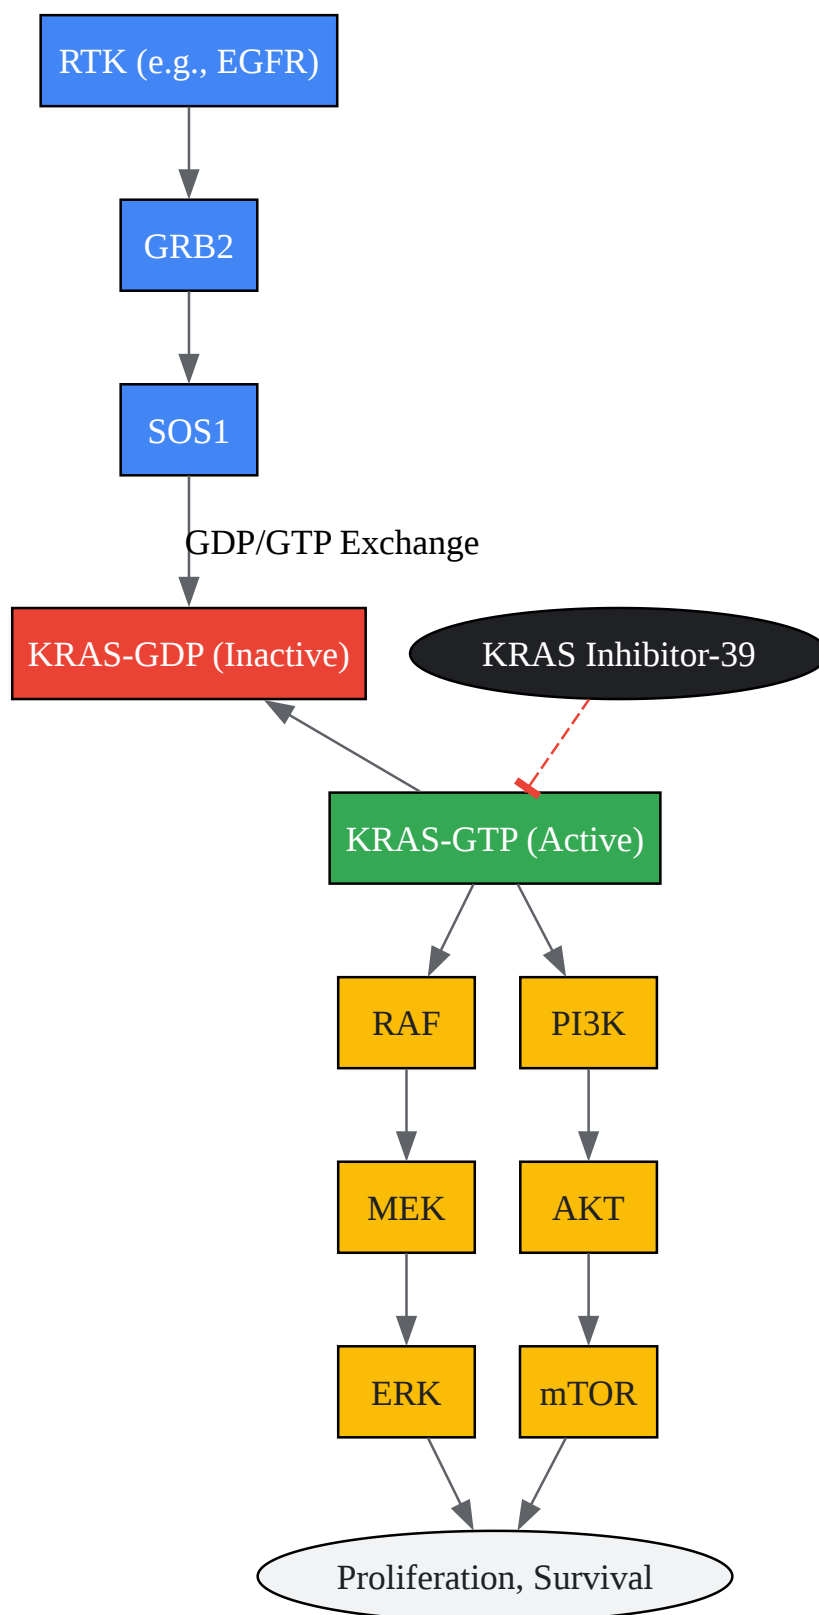 RTK (e.g., EGFR)
GRB2
SOS1
GDP/GTP Exchange
KRAS-GDP (Inactive)
KRAS Inhibitor-39
KRAS-GTP (Active)
RAF
PI3K
MEK
AKT
ERK
mTOR
Proliferation, Survival